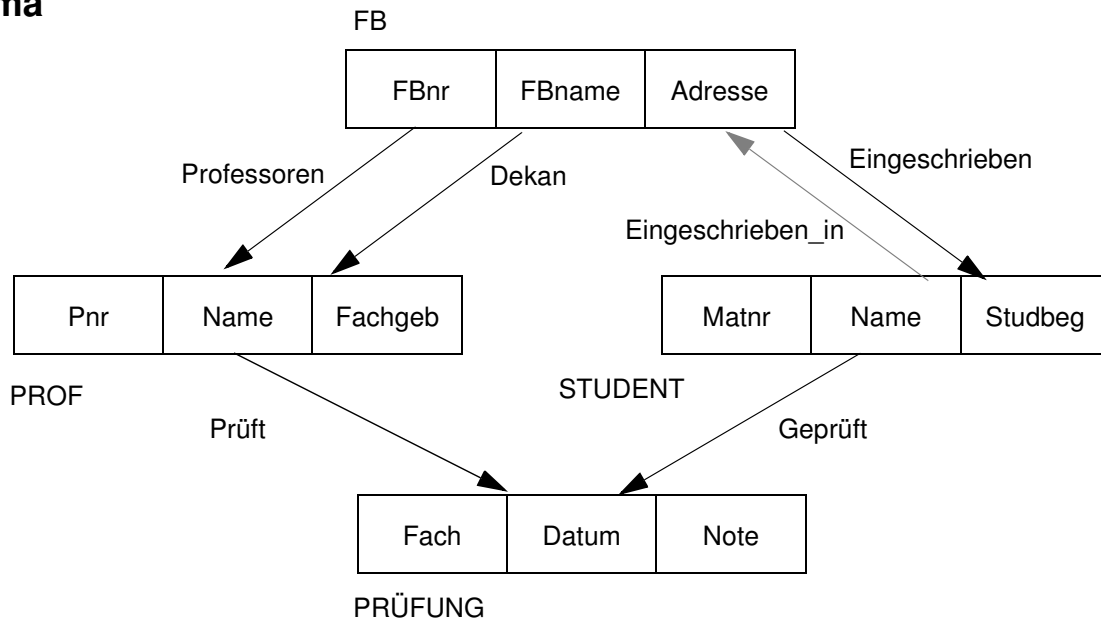 ma
FB
FBnr FBname Adresse
Professoren Dekan Eingeschrieben
Eingeschrieben_in
Pnr Name Fachgeb Matnr Name Studbeg
PROF STUDENT
Prüft Geprüft
Fach Datum Note
PRÜFUNG